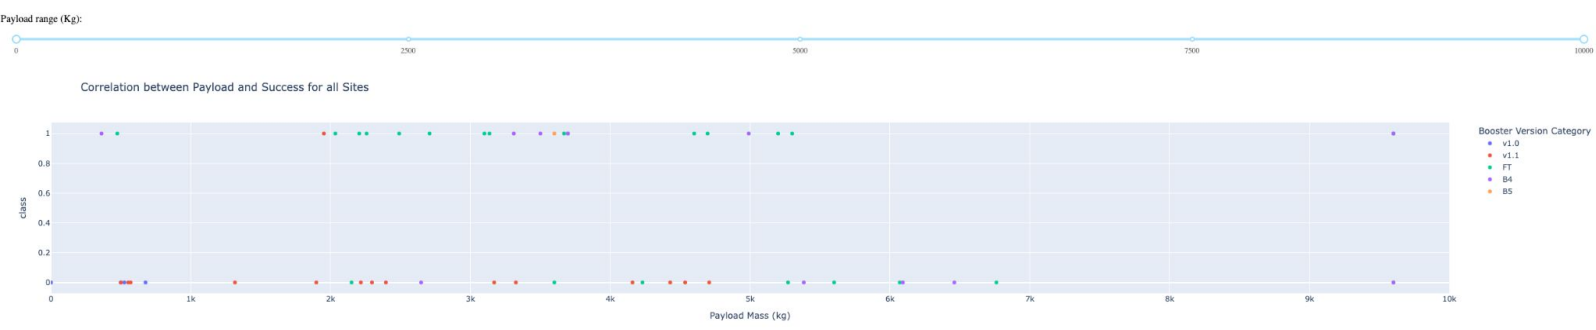 Payload range (Kg):
0 2500 5000 7500 10000
Correlation between Payload and Success for all Sites
1
0.8
0.6
0.4
0.2
0
class
0 1k 2k 3k 4k 5k 6k 7k 8k 9k 10k
Payload Mass (kg)
Booster Version Category
v1.0
v1.1
FT
B4
B5